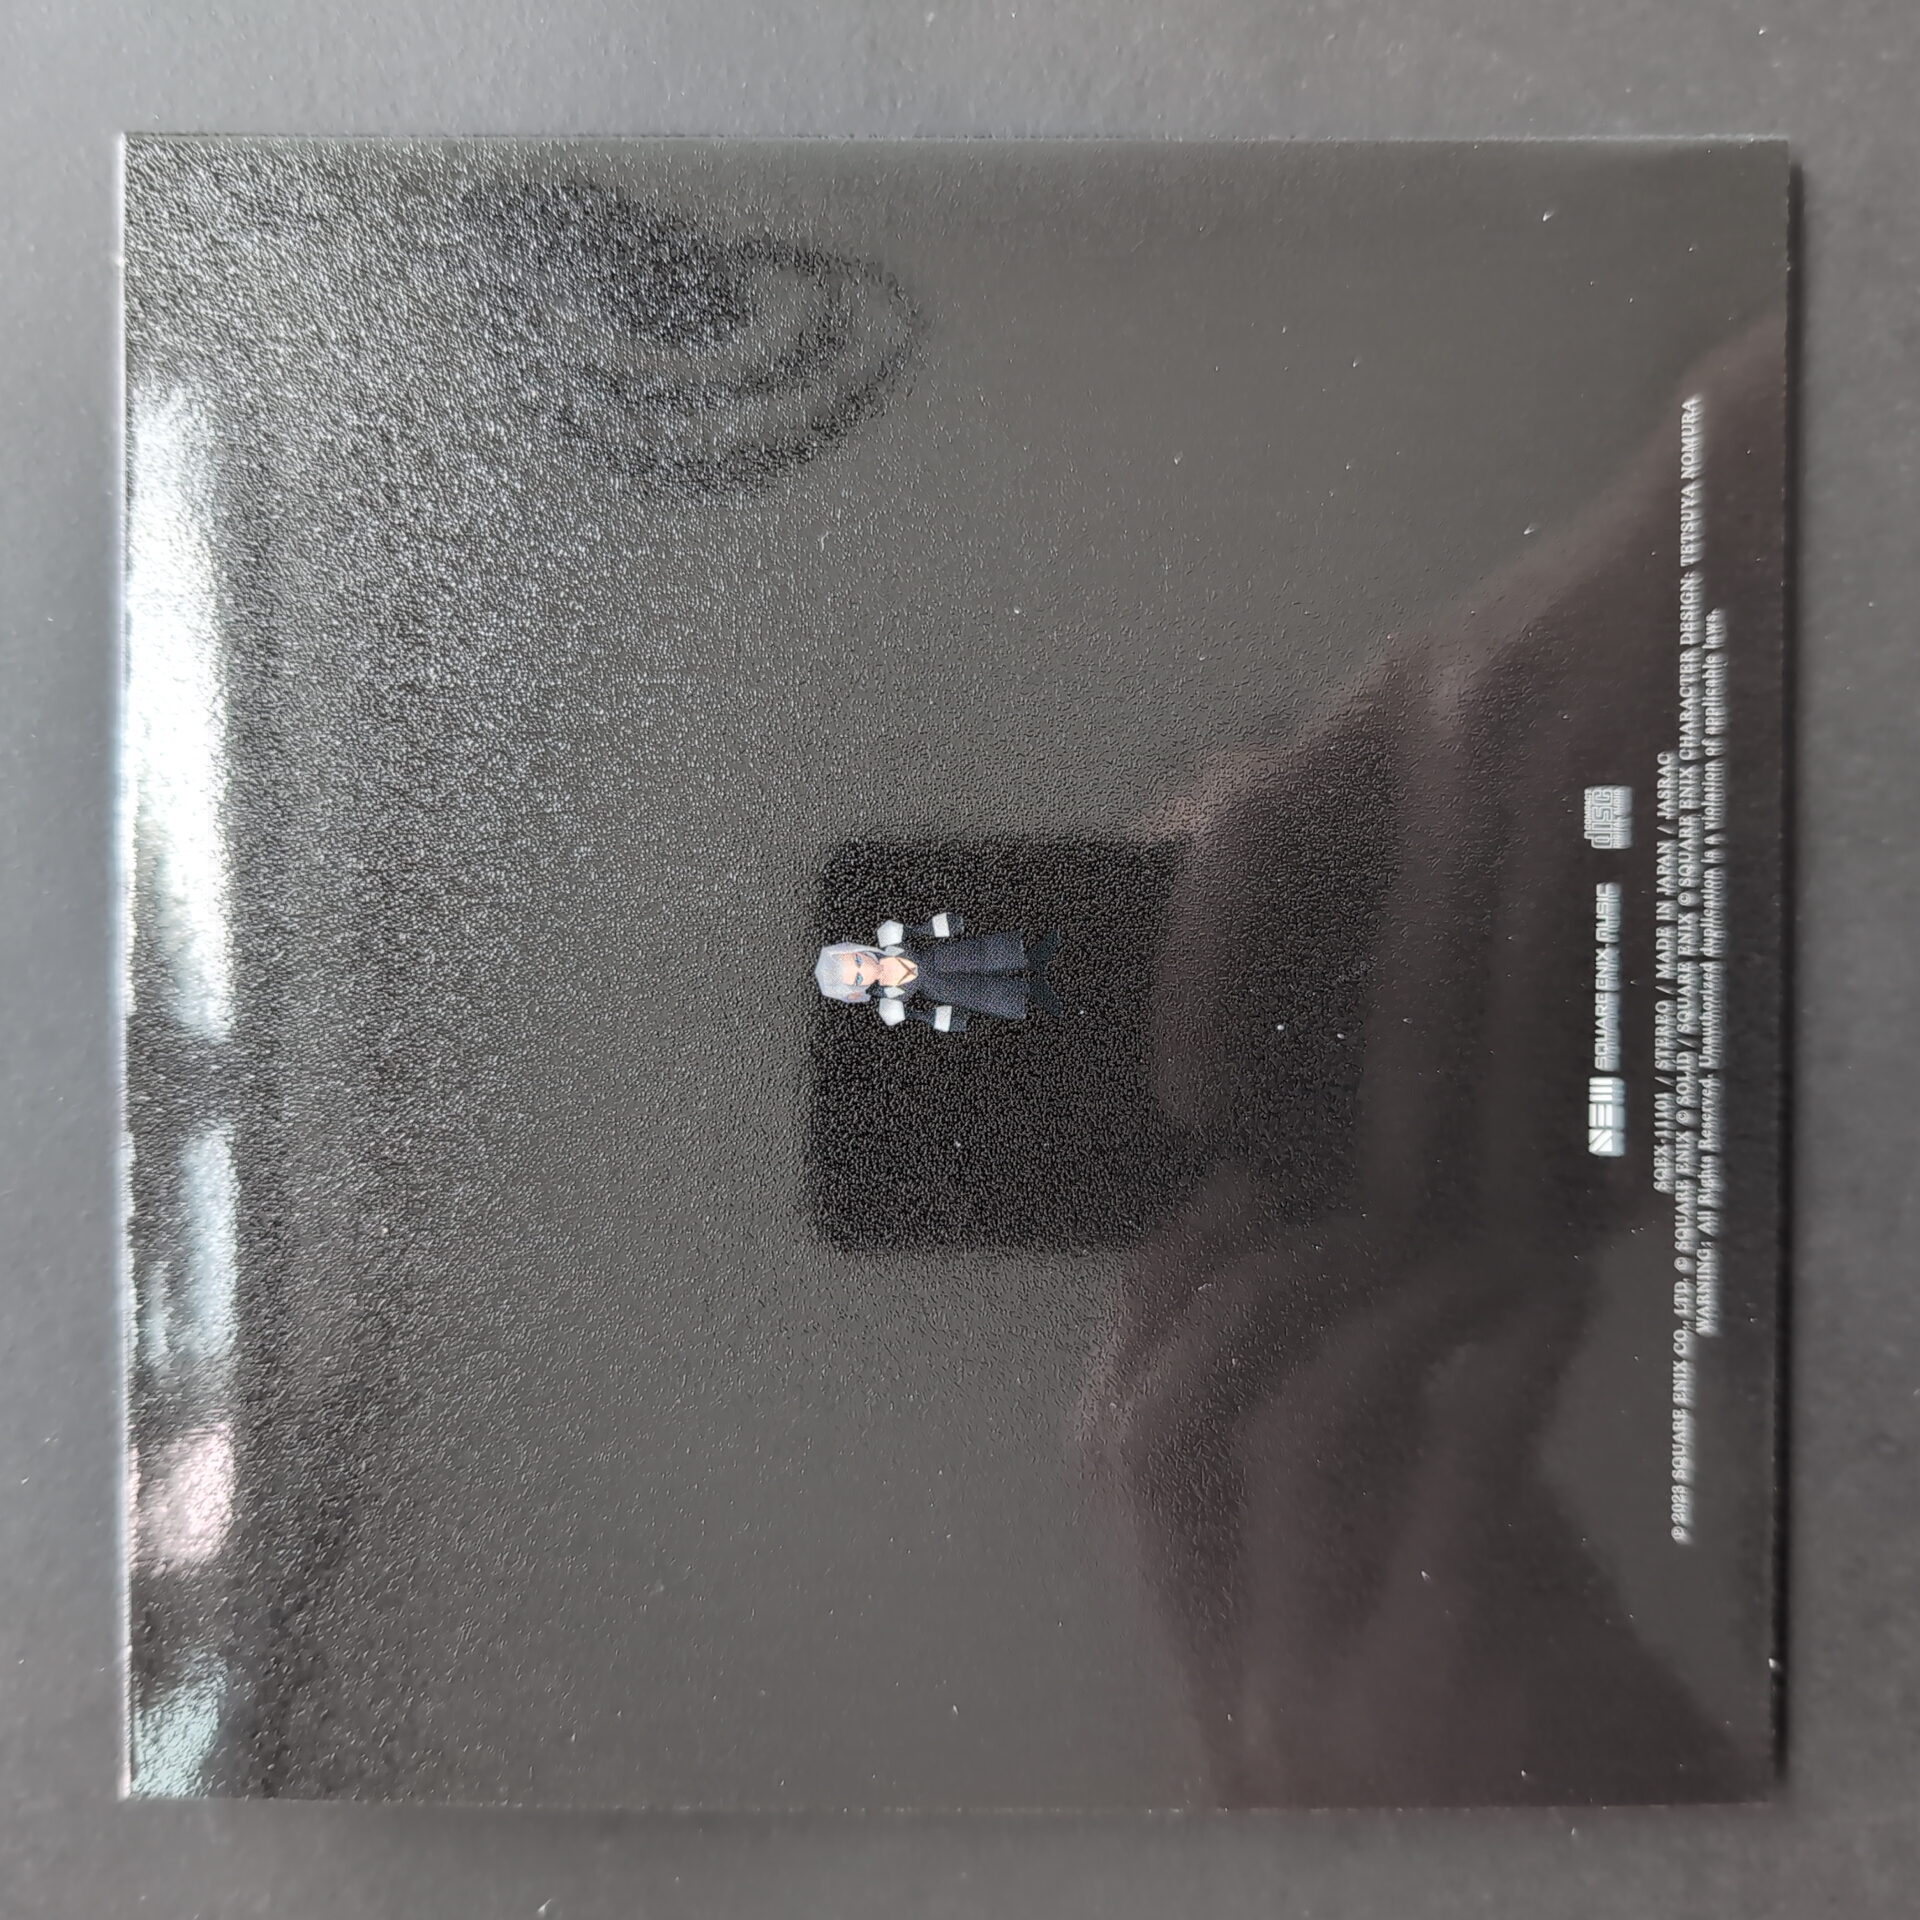 SQUARE ENIX. MUSIC
COMPACT
disc
DIGITAL AUDIO
SQEX-11101 / STEREO / MADE IN JAPAN / JASRAC
℗ 2023 SQUARE ENIX CO., LTD. © SQUARE ENIX © SOLID / SQUARE ENIX © SQUARE ENIX CHARACTER DESIGN: TETSUYA NOMURA
WARNING: All Rights Reserved. Unauthorized duplication is a violation of applicable laws.